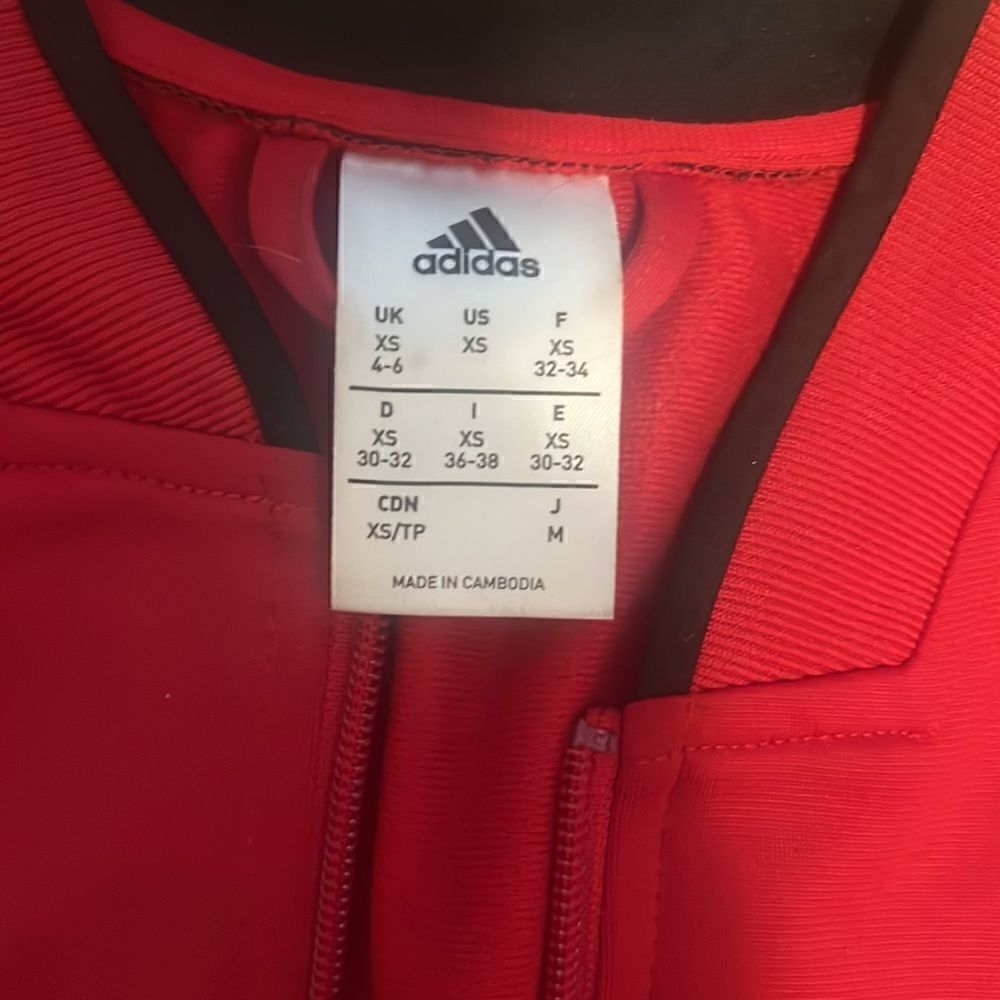 adidas
UK US F
XS XS XS
4-6 32-34
D I E
XS XS XS
30-32 36-38 30-32
CDN J
XS/TP M
MADE IN CAMBODIA